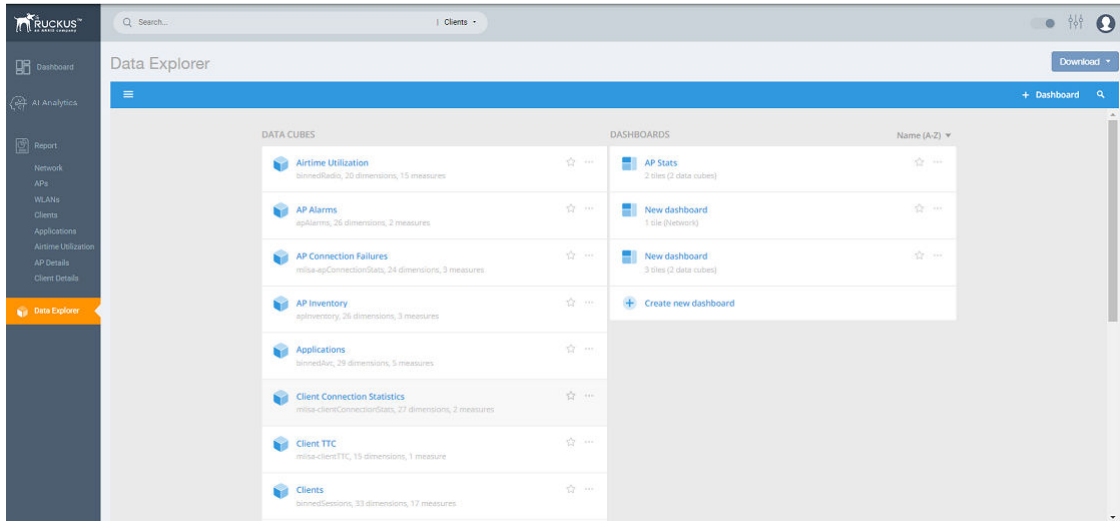 RUCKUS™
an ARRIS company
Search...
| Clients
Dashboard
AI Analytics
Report
Network
APs
WLANs
Clients
Applications
Airtime Utilization
AP Details
Client Details
Data Explorer
Data Explorer
Download
+ Dashboard
DATA CUBES
Airtime Utilization
binnedRadio, 20 dimensions, 15 measures
AP Alarms
apAlarms, 26 dimensions, 2 measures
AP Connection Failures
mlisa-apConnectionStats, 24 dimensions, 3 measures
AP Inventory
apInventory, 26 dimensions, 3 measures
Applications
binnedAvc, 29 dimensions, 5 measures
Client Connection Statistics
mlisa-clientConnectionStats, 27 dimensions, 2 measures
Client TTC
mlisa-clientTTC, 15 dimensions, 1 measure
Clients
binnedSessions, 33 dimensions, 17 measures
DASHBOARDS
Name (A-Z)
AP Stats
2 tiles (2 data cubes)
New dashboard
1 tile (Network)
New dashboard
3 tiles (2 data cubes)
Create new dashboard